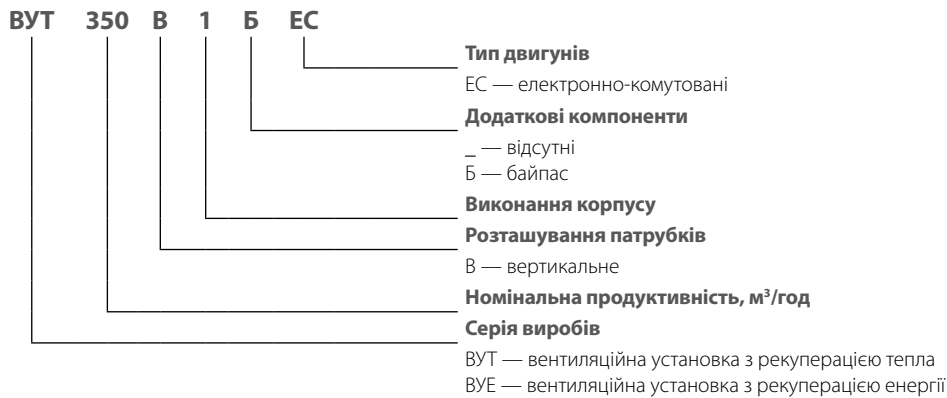 ВУТ 350 В 1 Б ЕС
Тип двигунів
ЕС — електронно-комутовані
Додаткові компоненти
_ — відсутні
Б — байпас
Виконання корпусу
Розташування патрубків
В — вертикальне
Номінальна продуктивність, м³/год
Серія виробів
ВУТ — вентиляційна установка з рекуперацією тепла
ВУЕ — вентиляційна установка з рекуперацією енергії